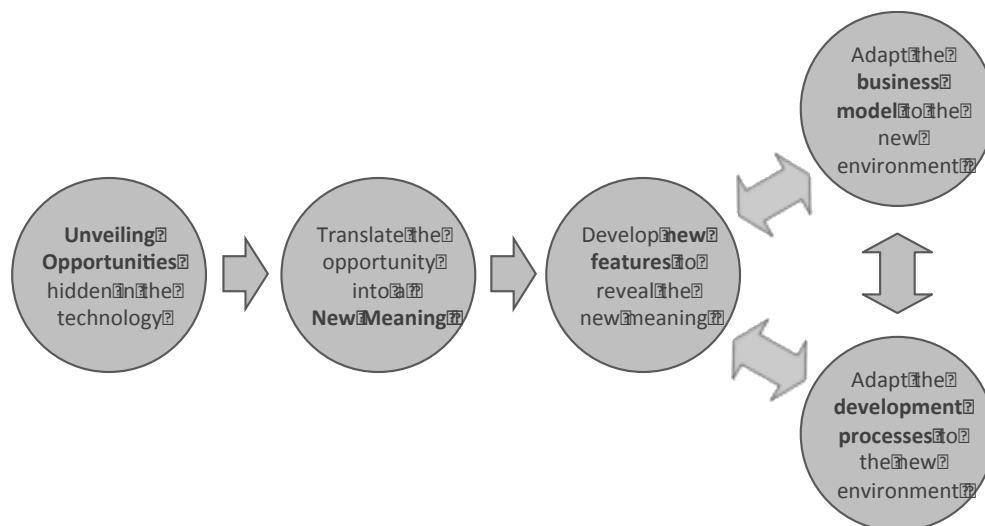 Unveiling
Opportunities
hidden in the
technology
Translate the
opportunity
into a
New Meaning
Develop new
features to
reveal the
new meaning
Adapt the
business
model to the
new
environment
Adapt the
development
processes to
the new
environment